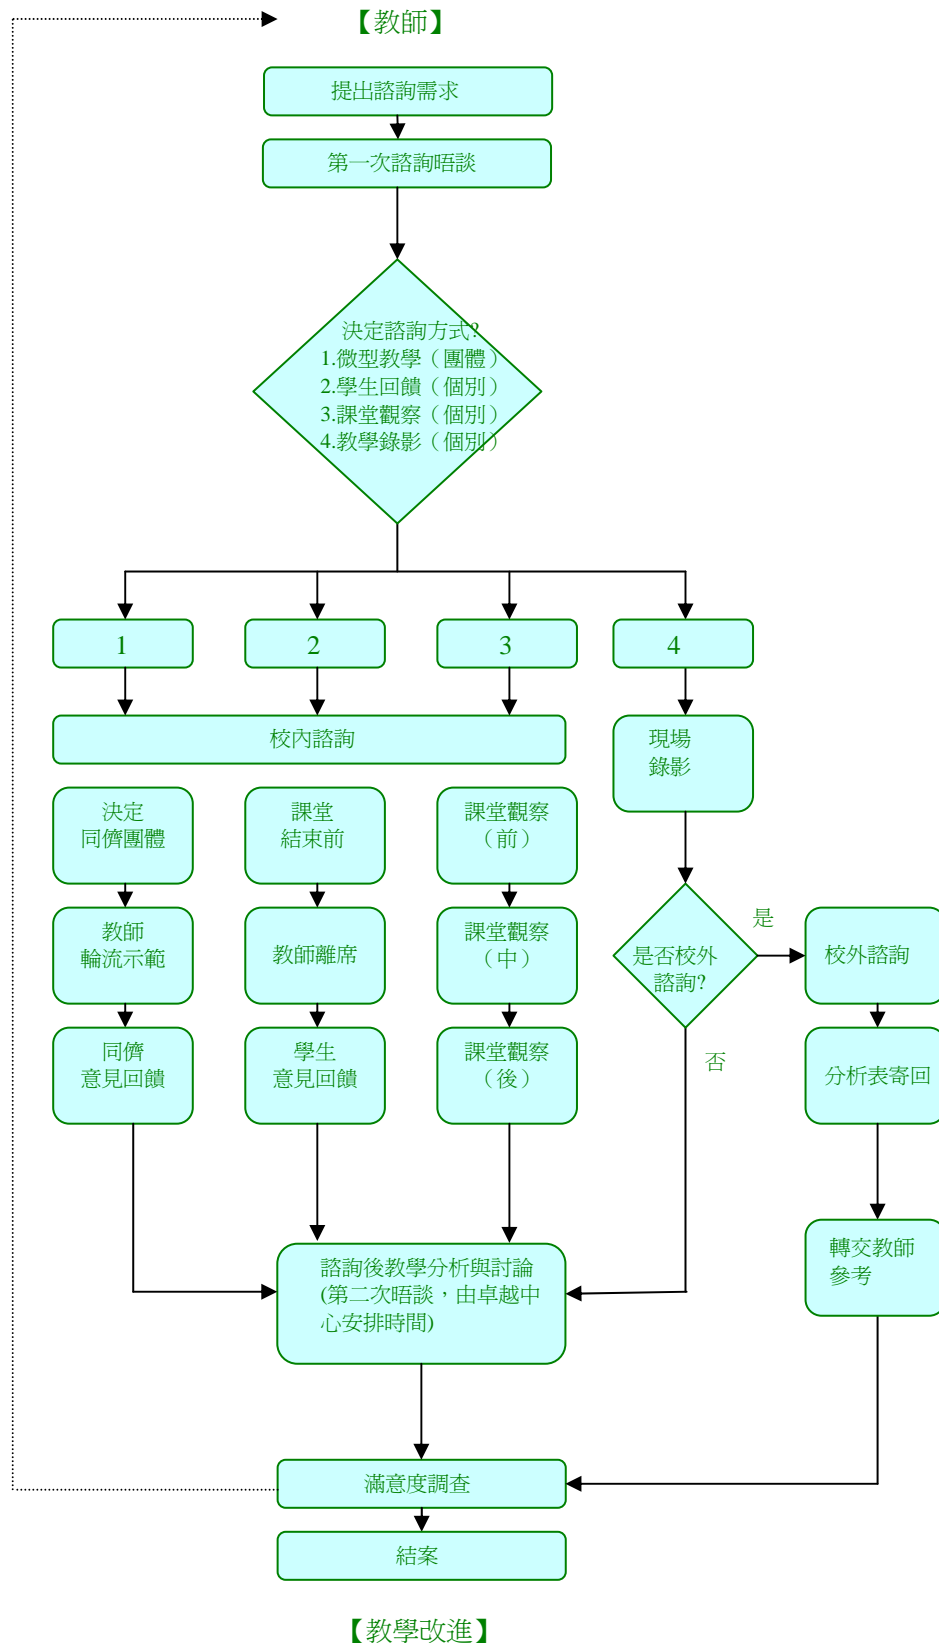 【教師】
提出諮詢需求
第一次諮詢晤談
決定諮詢方式?
1.微型教學（團體）
2.學生回饋（個別）
3.課堂觀察（個別）
4.教學錄影（個別）
1
2
3
4
校內諮詢
現場
錄影
決定
同儕團體
課堂
結束前
課堂觀察
（前）
教師
輪流示範
教師離席
課堂觀察
（中）
是否校外
諮詢?
是
校外諮詢
同儕
意見回饋
學生
意見回饋
課堂觀察
（後）
否
分析表寄回
諮詢後教學分析與討論
(第二次晤談，由卓越中
心安排時間)
轉交教師
參考
滿意度調查
結案
【教學改進】